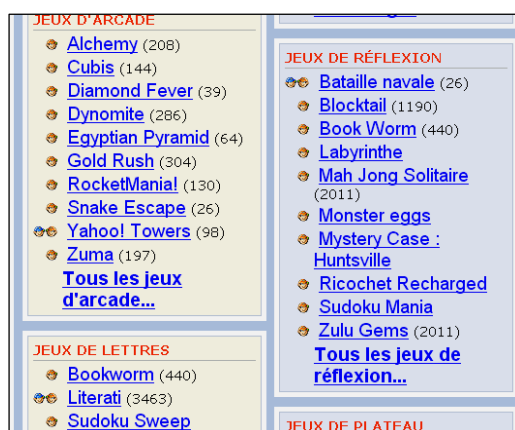 JEUX D'ARCADE
Alchemy (208)
Cubis (144)
Diamond Fever (39)
Dynomite (286)
Egyptian Pyramid (64)
Gold Rush (304)
RocketMania! (130)
Snake Escape (26)
Yahoo! Towers (98)
Zuma (197)
Tous les jeux
d'arcade...
JEUX DE LETTRES
Bookworm (440)
Literati (3463)
Sudoku Sweep
JEUX DE RÉFLEXION
Bataille navale (26)
Blocktail (1190)
Book Worm (440)
Labyrinthe
Mah Jong Solitaire
(2011)
Monster eggs
Mystery Case :
Huntsville
Ricochet Recharged
Sudoku Mania
Zulu Gems (2011)
Tous les jeux de
réflexion...
JEUX DE PLATEAU